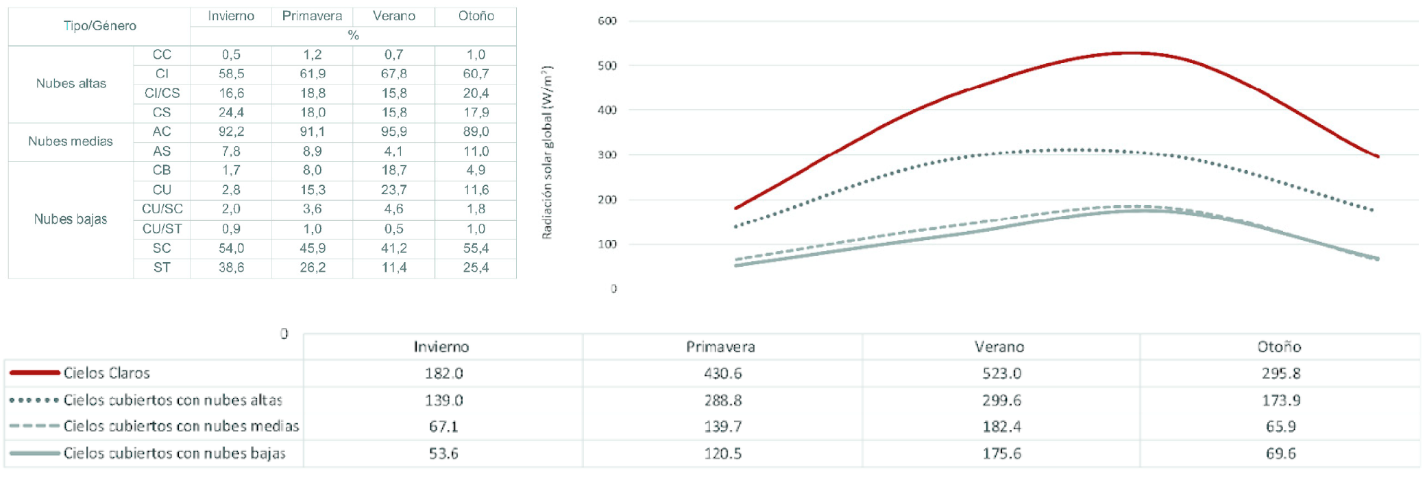 Tipo/Género Invierno Primavera Verano Otoño
%
Nubes altas CC 0,5 1,2 0,7 1,0
CI 58,5 61,9 67,8 60,7
CI/CS 16,6 18,8 15,8 20,4
CS 24,4 18,0 15,8 17,9
Nubes medias AC 92,2 91,1 95,9 89,0
AS 7,8 8,9 4,1 11,0
Nubes bajas CB 1,7 8,0 18,7 4,9
CU 2,8 15,3 23,7 11,6
CU/SC 2,0 3,6 4,6 1,8
CU/ST 0,9 1,0 0,5 1,0
SC 54,0 45,9 41,2 55,4
ST 38,6 26,2 11,4 25,4
Radiación solar global (W/m²)
600
500
400
300
200
100
0
0
Invierno Primavera Verano Otoño
Cielos Claros 182.0 430.6 523.0 295.8
Cielos cubiertos con nubes altas 139.0 288.8 299.6 173.9
Cielos cubiertos con nubes medias 67.1 139.7 182.4 65.9
Cielos cubiertos con nubes bajas 53.6 120.5 175.6 69.6